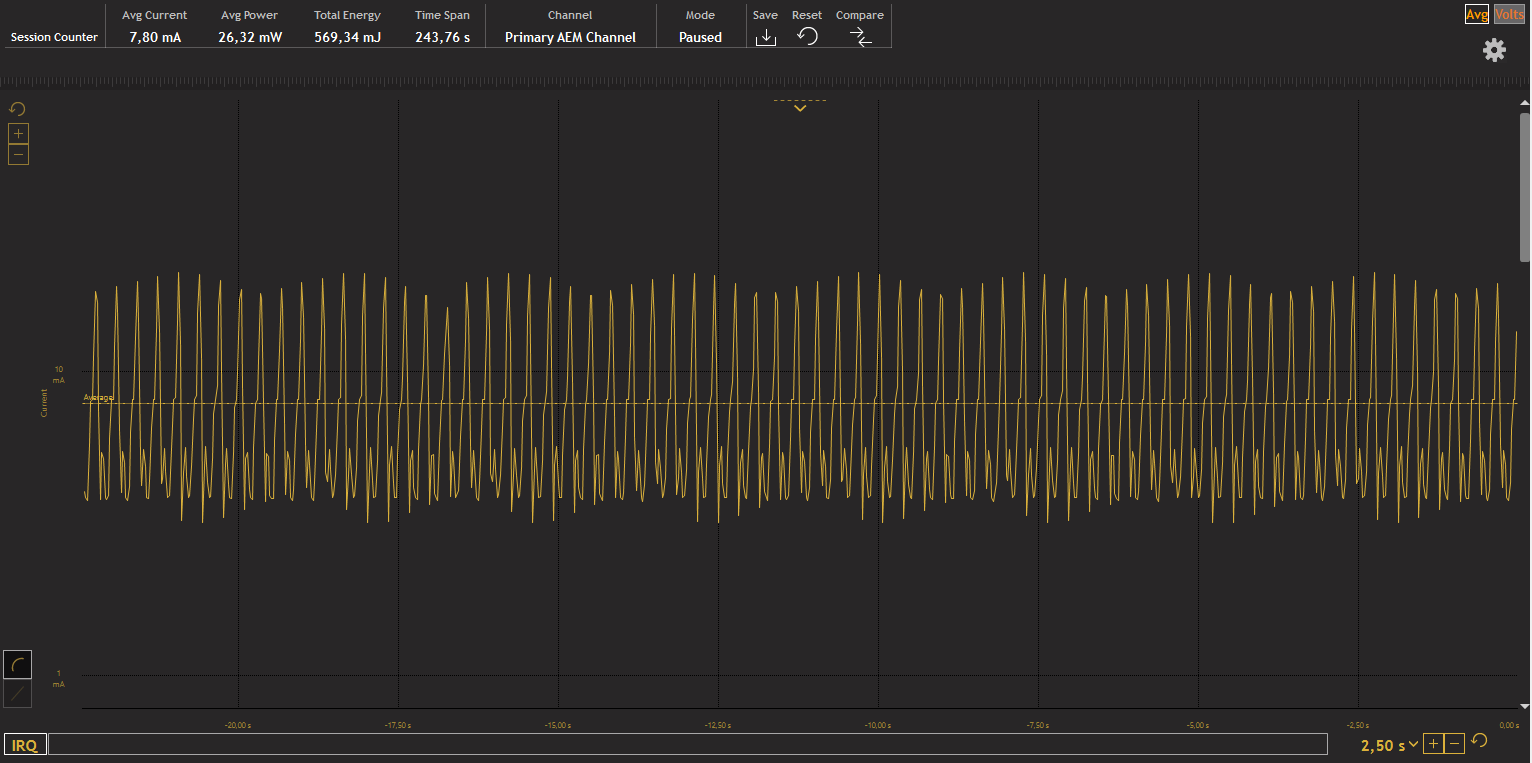 Session Counter
Avg Current Avg Power Total Energy Time Span Channel Mode Save Reset Compare
7,80 mA 26,32 mW 569,34 mJ 243,76 s Primary AEM Channel Paused
Avg Volts
10
mA
Average
Current
1
mA
-20,00 s -17,50 s -15,00 s -12,50 s -10,00 s -7,50 s -5,00 s -2,50 s 0,00 s
IRQ 2,50 s